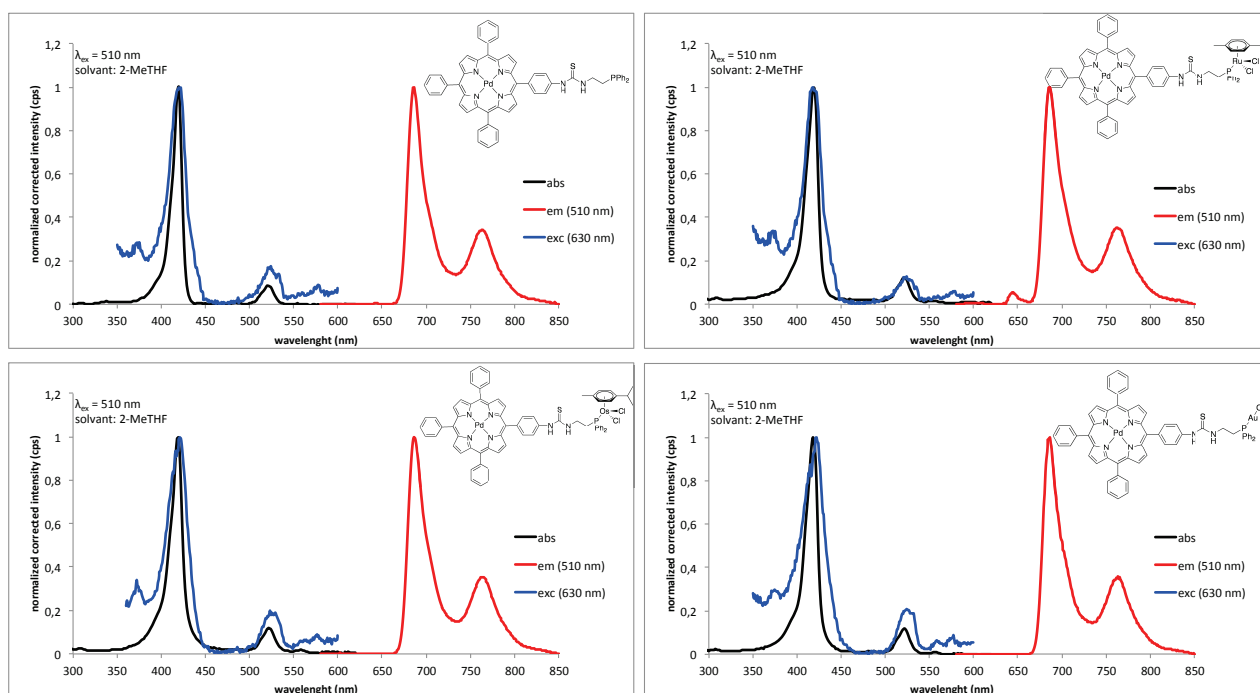 1,2
1
0,8
0,6
0,4
0,2
0
normalized corrected intensity (cps)
λex = 510 nm
solvant: 2-MeTHF
abs
em (510 nm)
exc (630 nm)
300 350 400 450 500 550 600 650 700 750 800 850
wavelenght (nm)
N N N N Pd
S
N N
H H
PPh2
1,2
1
0,8
0,6
0,4
0,2
0
normalized corrected intensity (cps)
λex = 510 nm
solvant: 2-MeTHF
abs
em (510 nm)
exc (630 nm)
300 350 400 450 500 550 600 650 700 750 800 850
wavelenght (nm)
N N N N Pd
S
NH NH
Ru Cl
Cl
P
1,2
1
0,8
0,6
0,4
0,2
0
normalized corrected intensity (cps)
λex = 510 nm
solvant: 2-MeTHF
abs
em (510 nm)
exc (630 nm)
300 350 400 450 500 550 600 650 700 750 800 850
wavelenght (nm)
N N N N Pd
S
N N
H H
Os Cl
Cl
P
Ph2
1,2
1
0,8
0,6
0,4
0,2
0
normalized corrected intensity (cps)
λex = 510 nm
solvant: 2-MeTHF
abs
em (510 nm)
exc (630 nm)
300 350 400 450 500 550 600 650 700 750 800 850
wavelenght (nm)
N N N N Pd
S
N N
H H
Au
P
Ph2